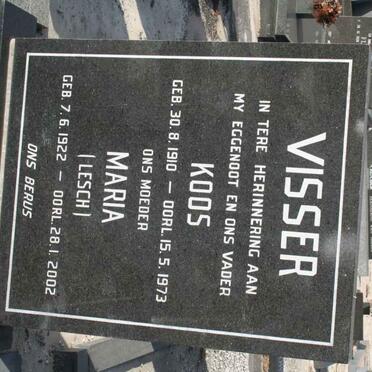 VISSER
IN TERE HERINNERING AAN
MY EGGENOOT EN ONS VADER
KOOS
GEB. 30.8.1910 — OORL. 15.5.1973
ONS MOEDER
MARIA
(LESCH)
GEB. 7.6.1922 — OORL. 28.1.2002
ONS BERUS